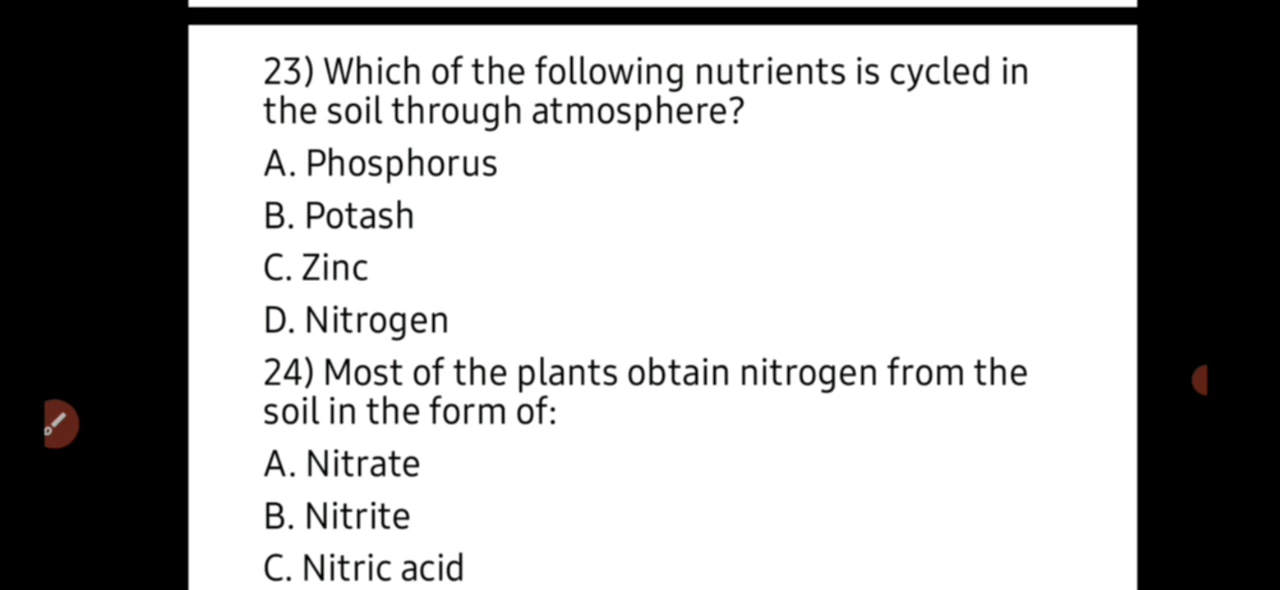 23) Which of the following nutrients is cycled in
the soil through atmosphere?
A. Phosphorus
B. Potash
C. Zinc
D. Nitrogen
24) Most of the plants obtain nitrogen from the
soil in the form of:
A. Nitrate
B. Nitrite
C. Nitric acid